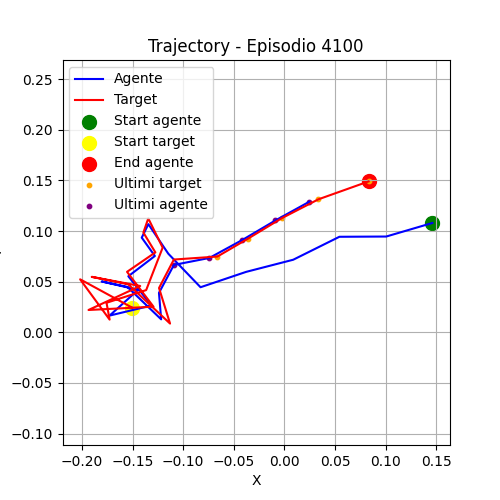 Trajectory - Episodio 4100
Agente
Target
Start agente
Start target
End agente
Ultimi target
Ultimi agente
0.25
0.20
0.15
0.10
0.05
0.00
−0.05
−0.10
−0.20
−0.15
−0.10
−0.05
0.00
0.05
0.10
0.15
X